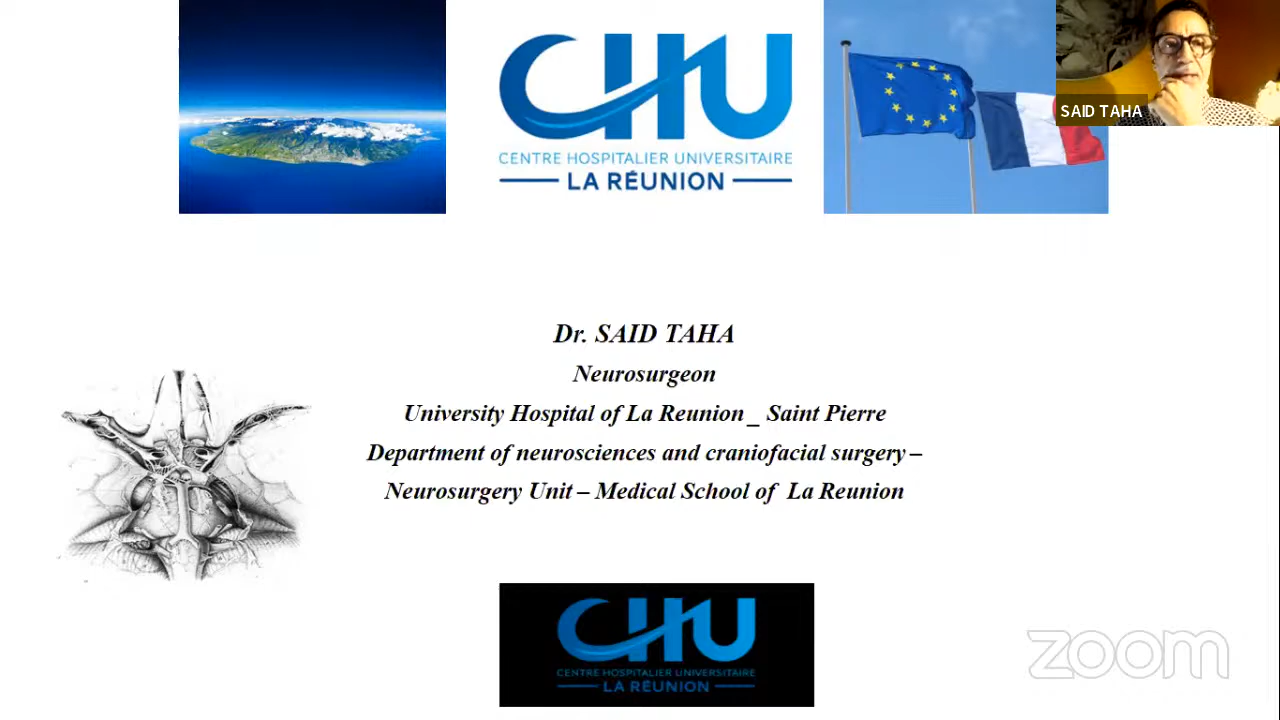 CHU
CENTRE HOSPITALIER UNIVERSITAIRE
LA RÉUNION
SAID TAHA
Dr. SAID TAHA
Neurosurgeon
University Hospital of La Reunion _ Saint Pierre
Department of neurosciences and craniofacial surgery –
Neurosurgery Unit – Medical School of La Reunion
CHU
CENTRE HOSPITALIER UNIVERSITAIRE
LA RÉUNION
zoom